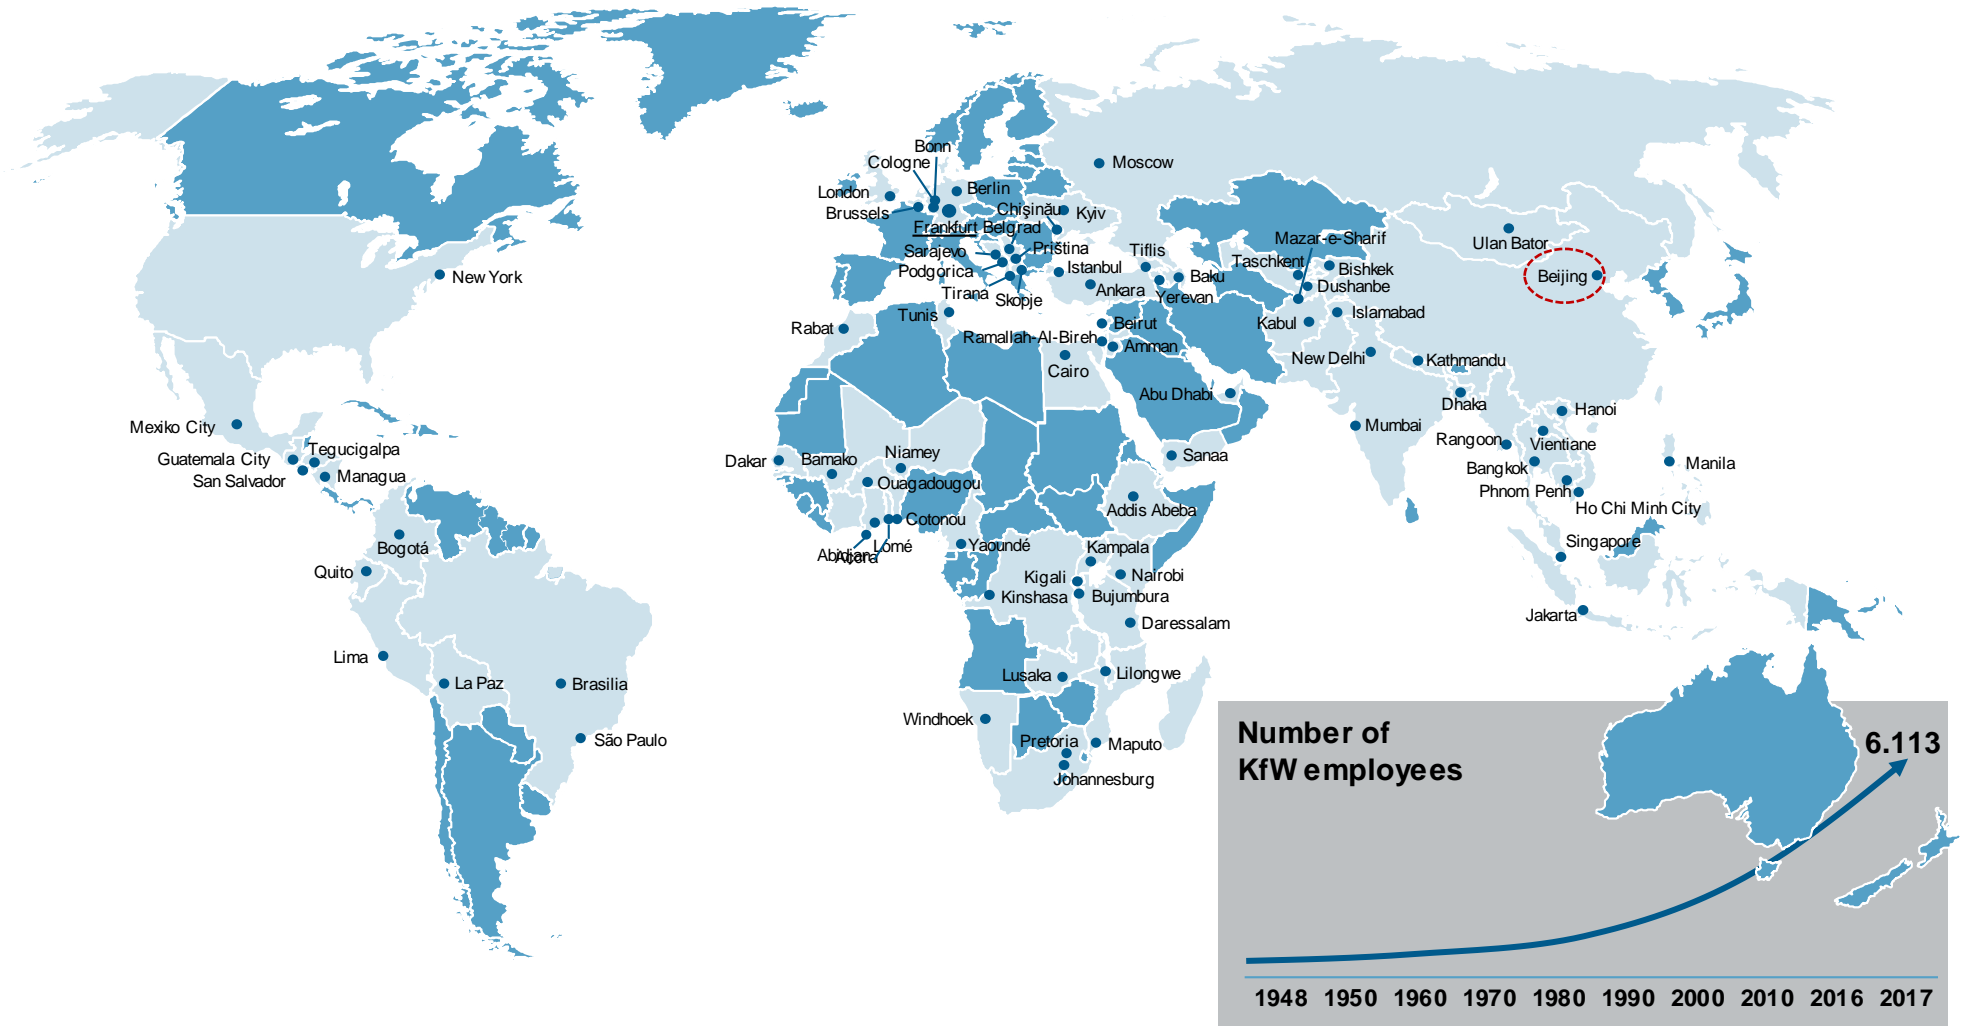 Bonn
Cologne
Moscow
London
Berlin
Brussels
Chişinău
Kyiv
Frankfurt
Belgrad
Mazar-e-Sharif
Ulan Bator
Sarajevo
Priština
Tiflis
Taschkent
Bishkek
Beijing
Podgorica
Istanbul
Baku
Dushanbe
New York
Tirana
Skopje
Ankara
Yerevan
Tunis
Islamabad
Rabat
Beirut
Kabul
Ramallah-Al-Bireh
Amman
New Delhi
Kathmandu
Cairo
Abu Dhabi
Dhaka
Hanoi
Mexiko City
Mumbai
Rangoon
Vientiane
Tegucigalpa
Guatemala City
Niamey
Dakar
Bamako
Sanaa
Bangkok
Manila
San Salvador
Managua
Ouagadougou
Phnom Penh
Addis Abeba
Ho Chi Minh City
Cotonou
Bogotá
Lomé
Abidjan
Accra
Yaoundé
Kampala
Singapore
Quito
Kigali
Nairobi
Kinshasa
Bujumbura
Jakarta
Daressalam
Lima
Lusaka
Lilongwe
La Paz
Brasilia
Windhoek
São Paulo
Pretoria
Maputo
Johannesburg
Number of
KfW employees
6.113
1948 1950 1960 1970 1980 1990 2000 2010 2016 2017